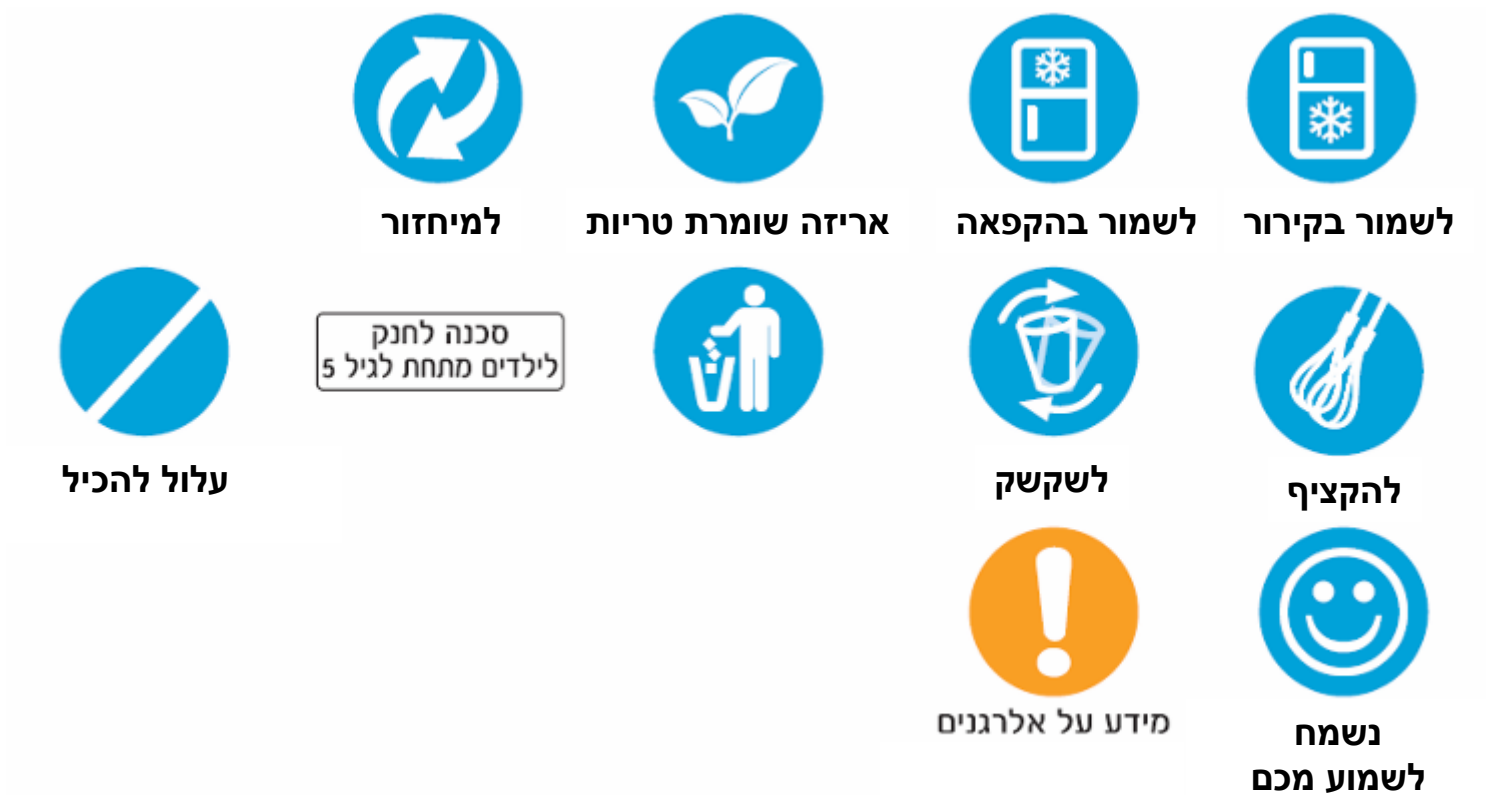 לשמור בקירור
לשמור בהקפאה
אריזה שומרת טריות
למיחזור
להקציף
לשקשק
סכנה לחנק
לילדים מתחת לגיל 5
עלול להכיל
נשמח
לשמוע מכם
מידע על אלרגנים